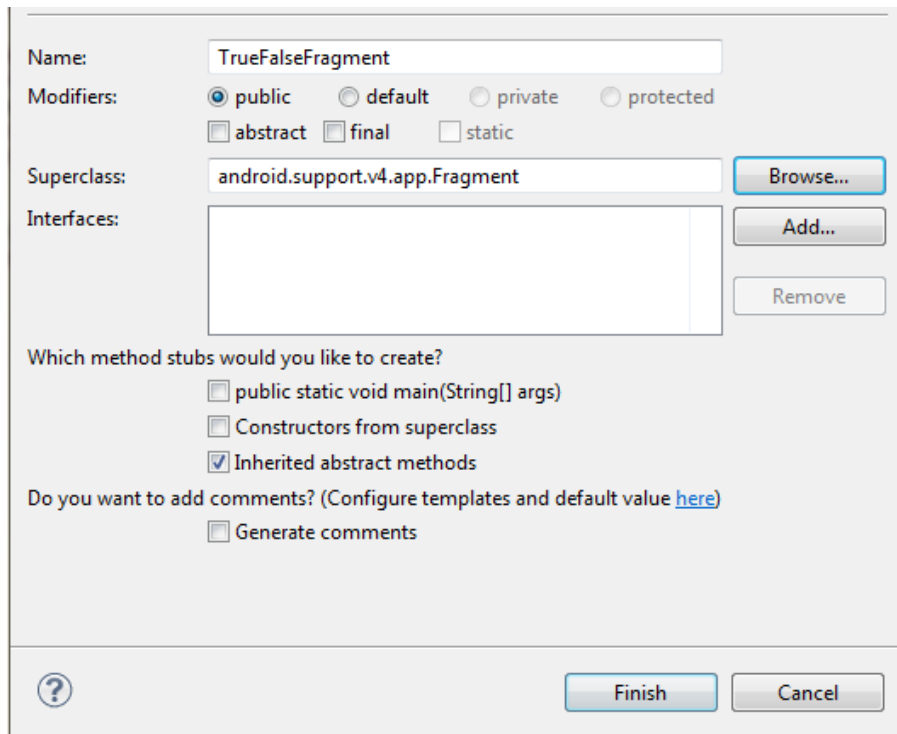 Name: TrueFalseFragment
Modifiers: public default private protected
abstract final static
Superclass: android.support.v4.app.Fragment Browse...
Interfaces: Add...
Remove
Which method stubs would you like to create?
public static void main(String[] args)
Constructors from superclass
Inherited abstract methods
Do you want to add comments? (Configure templates and default value here)
Generate comments
? Finish Cancel